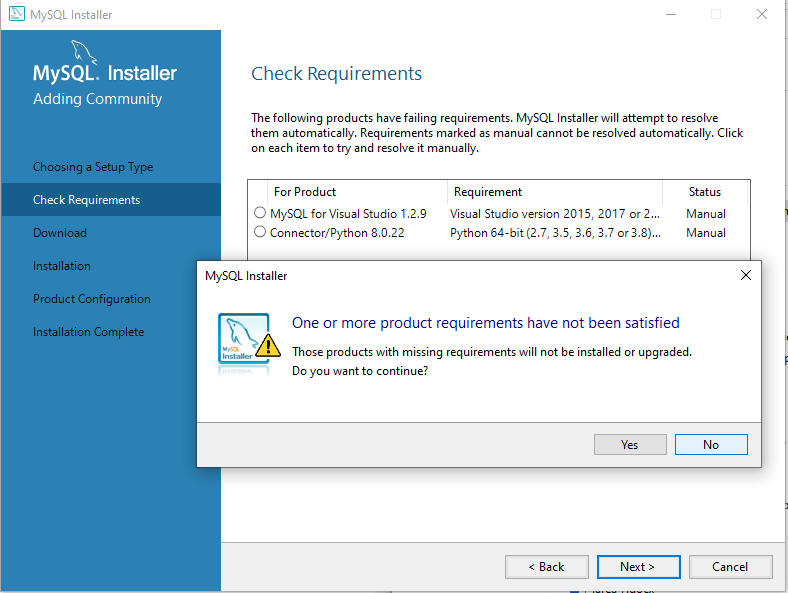 MySQL Installer
MySQL. Installer
Adding Community
Choosing a Setup Type
Check Requirements
Download
Installation
Product Configuration
Installation Complete
Check Requirements
The following products have failing requirements. MySQL Installer will attempt to resolve
them automatically. Requirements marked as manual cannot be resolved automatically. Click
on each item to try and resolve it manually.
For Product Requirement Status
MySQL for Visual Studio 1.2.9 Visual Studio version 2015, 2017 or 2... Manual
Connector/Python 8.0.22 Python 64-bit (2.7, 3.5, 3.6, 3.7 or 3.8)... Manual
MySQL Installer
MySQL
Installer
One or more product requirements have not been satisfied
Those products with missing requirements will not be installed or upgraded.
Do you want to continue?
Yes No
< Back Next > Cancel